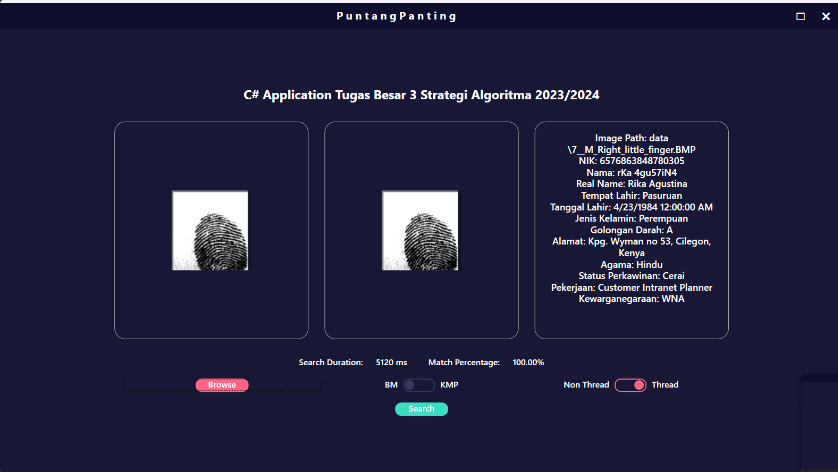 PuntangPanting
C# Application Tugas Besar 3 Strategi Algoritma 2023/2024
Image Path: data
\7__M_Right_little_finger.BMP
NIK: 6576863848780305
Nama: rKa 4gu57iN4
Real Name: Rika Agustina
Tempat Lahir: Pasuruan
Tanggal Lahir: 4/23/1984 12:00:00 AM
Jenis Kelamin: Perempuan
Golongan Darah: A
Alamat: Kpg. Wyman no 53, Cilegon,
Kenya
Agama: Hindu
Status Perkawinan: Cerai
Pekerjaan: Customer Intranet Planner
Kewarganegaraan: WNA
Search Duration: 5120 ms Match Percentage: 100.00%
Browse BM KMP Non Thread Thread
Search